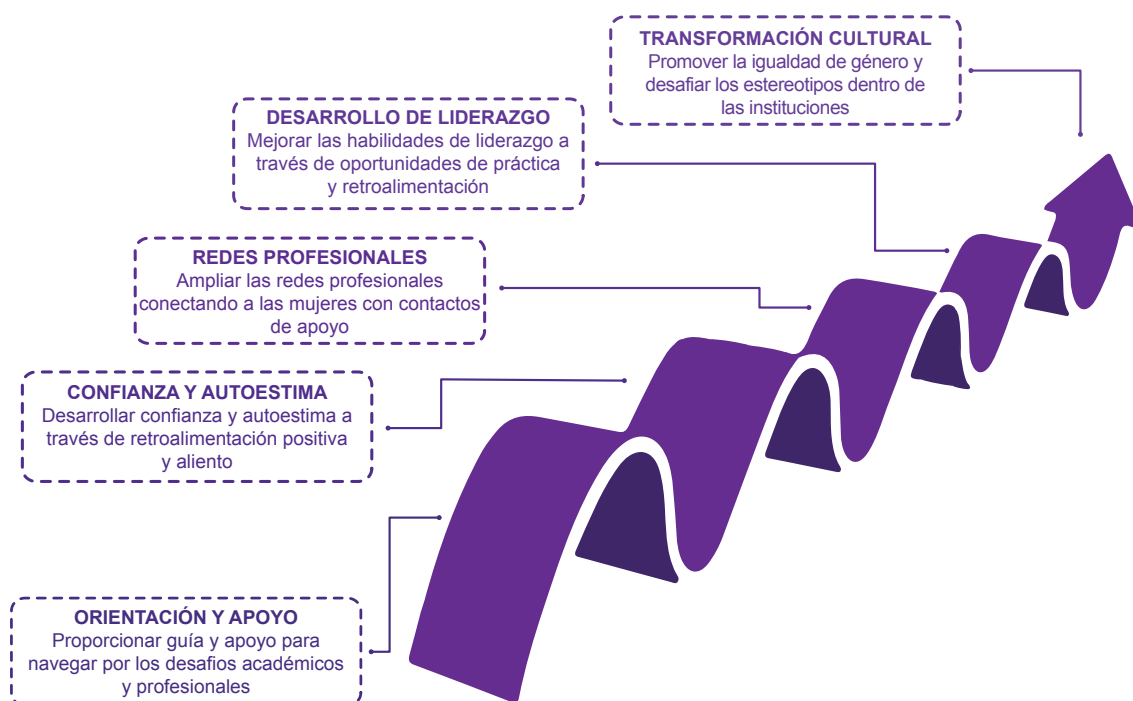 TRANSFORMACIÓN CULTURAL
Promover la igualdad de género y
desafiar los estereotipos dentro de
las instituciones
DESARROLLO DE LIDERAZGO
Mejorar las habilidades de liderazgo a
través de oportunidades de práctica
y retroalimentación
REDES PROFESIONALES
Ampliar las redes profesionales
conectando a las mujeres con contactos
de apoyo
CONFIANZA Y AUTOESTIMA
Desarrollar confianza y autoestima a
través de retroalimentación positiva
y aliento
ORIENTACIÓN Y APOYO
Proporcionar guía y apoyo para
navegar por los desafios académicos
y profesionales